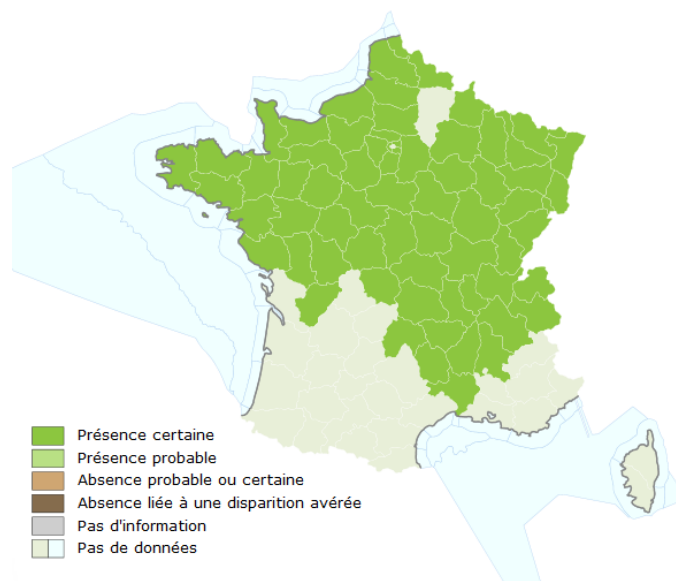 Présence certaine
Présence probable
Absence probable ou certaine
Absence liée à une disparition avérée
Pas d'information
Pas de données